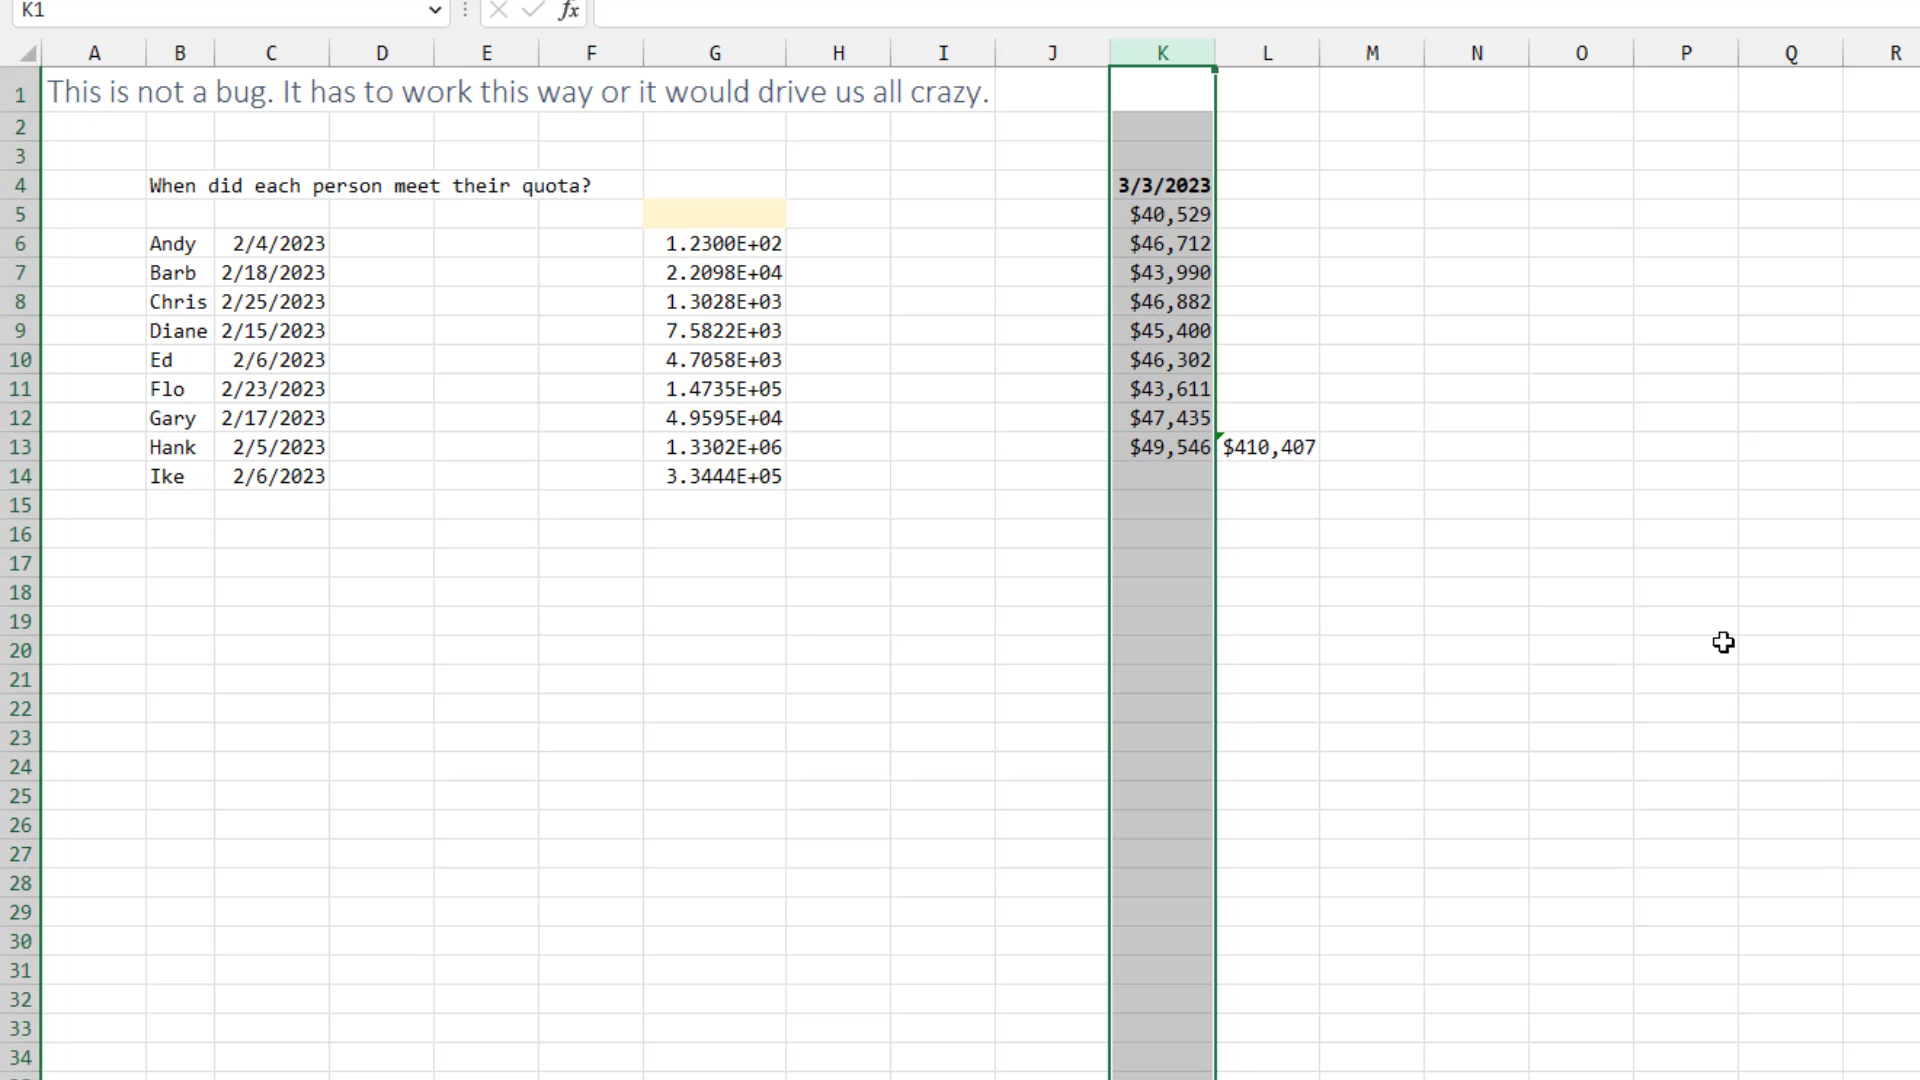 K1 fx
A B C D E F G H I J K L M N O P Q R
1 This is not a bug. It has to work this way or it would drive us all crazy.
2
3
4 When did each person meet their quota? 3/3/2023
5 $40,529
6 Andy 2/4/2023 1.2300E+02 $46,712
7 Barb 2/18/2023 2.2098E+04 $43,990
8 Chris 2/25/2023 1.3028E+03 $46,882
9 Diane 2/15/2023 7.5822E+03 $45,400
10 Ed 2/6/2023 4.7058E+03 $46,302
11 Flo 2/23/2023 1.4735E+05 $43,611
12 Gary 2/17/2023 4.9595E+04 $47,435
13 Hank 2/5/2023 1.3302E+06 $49,546 $410,407
14 Ike 2/6/2023 3.3444E+05
15
16
17
18
19
20
21
22
23
24
25
26
27
28
29
30
31
32
33
34